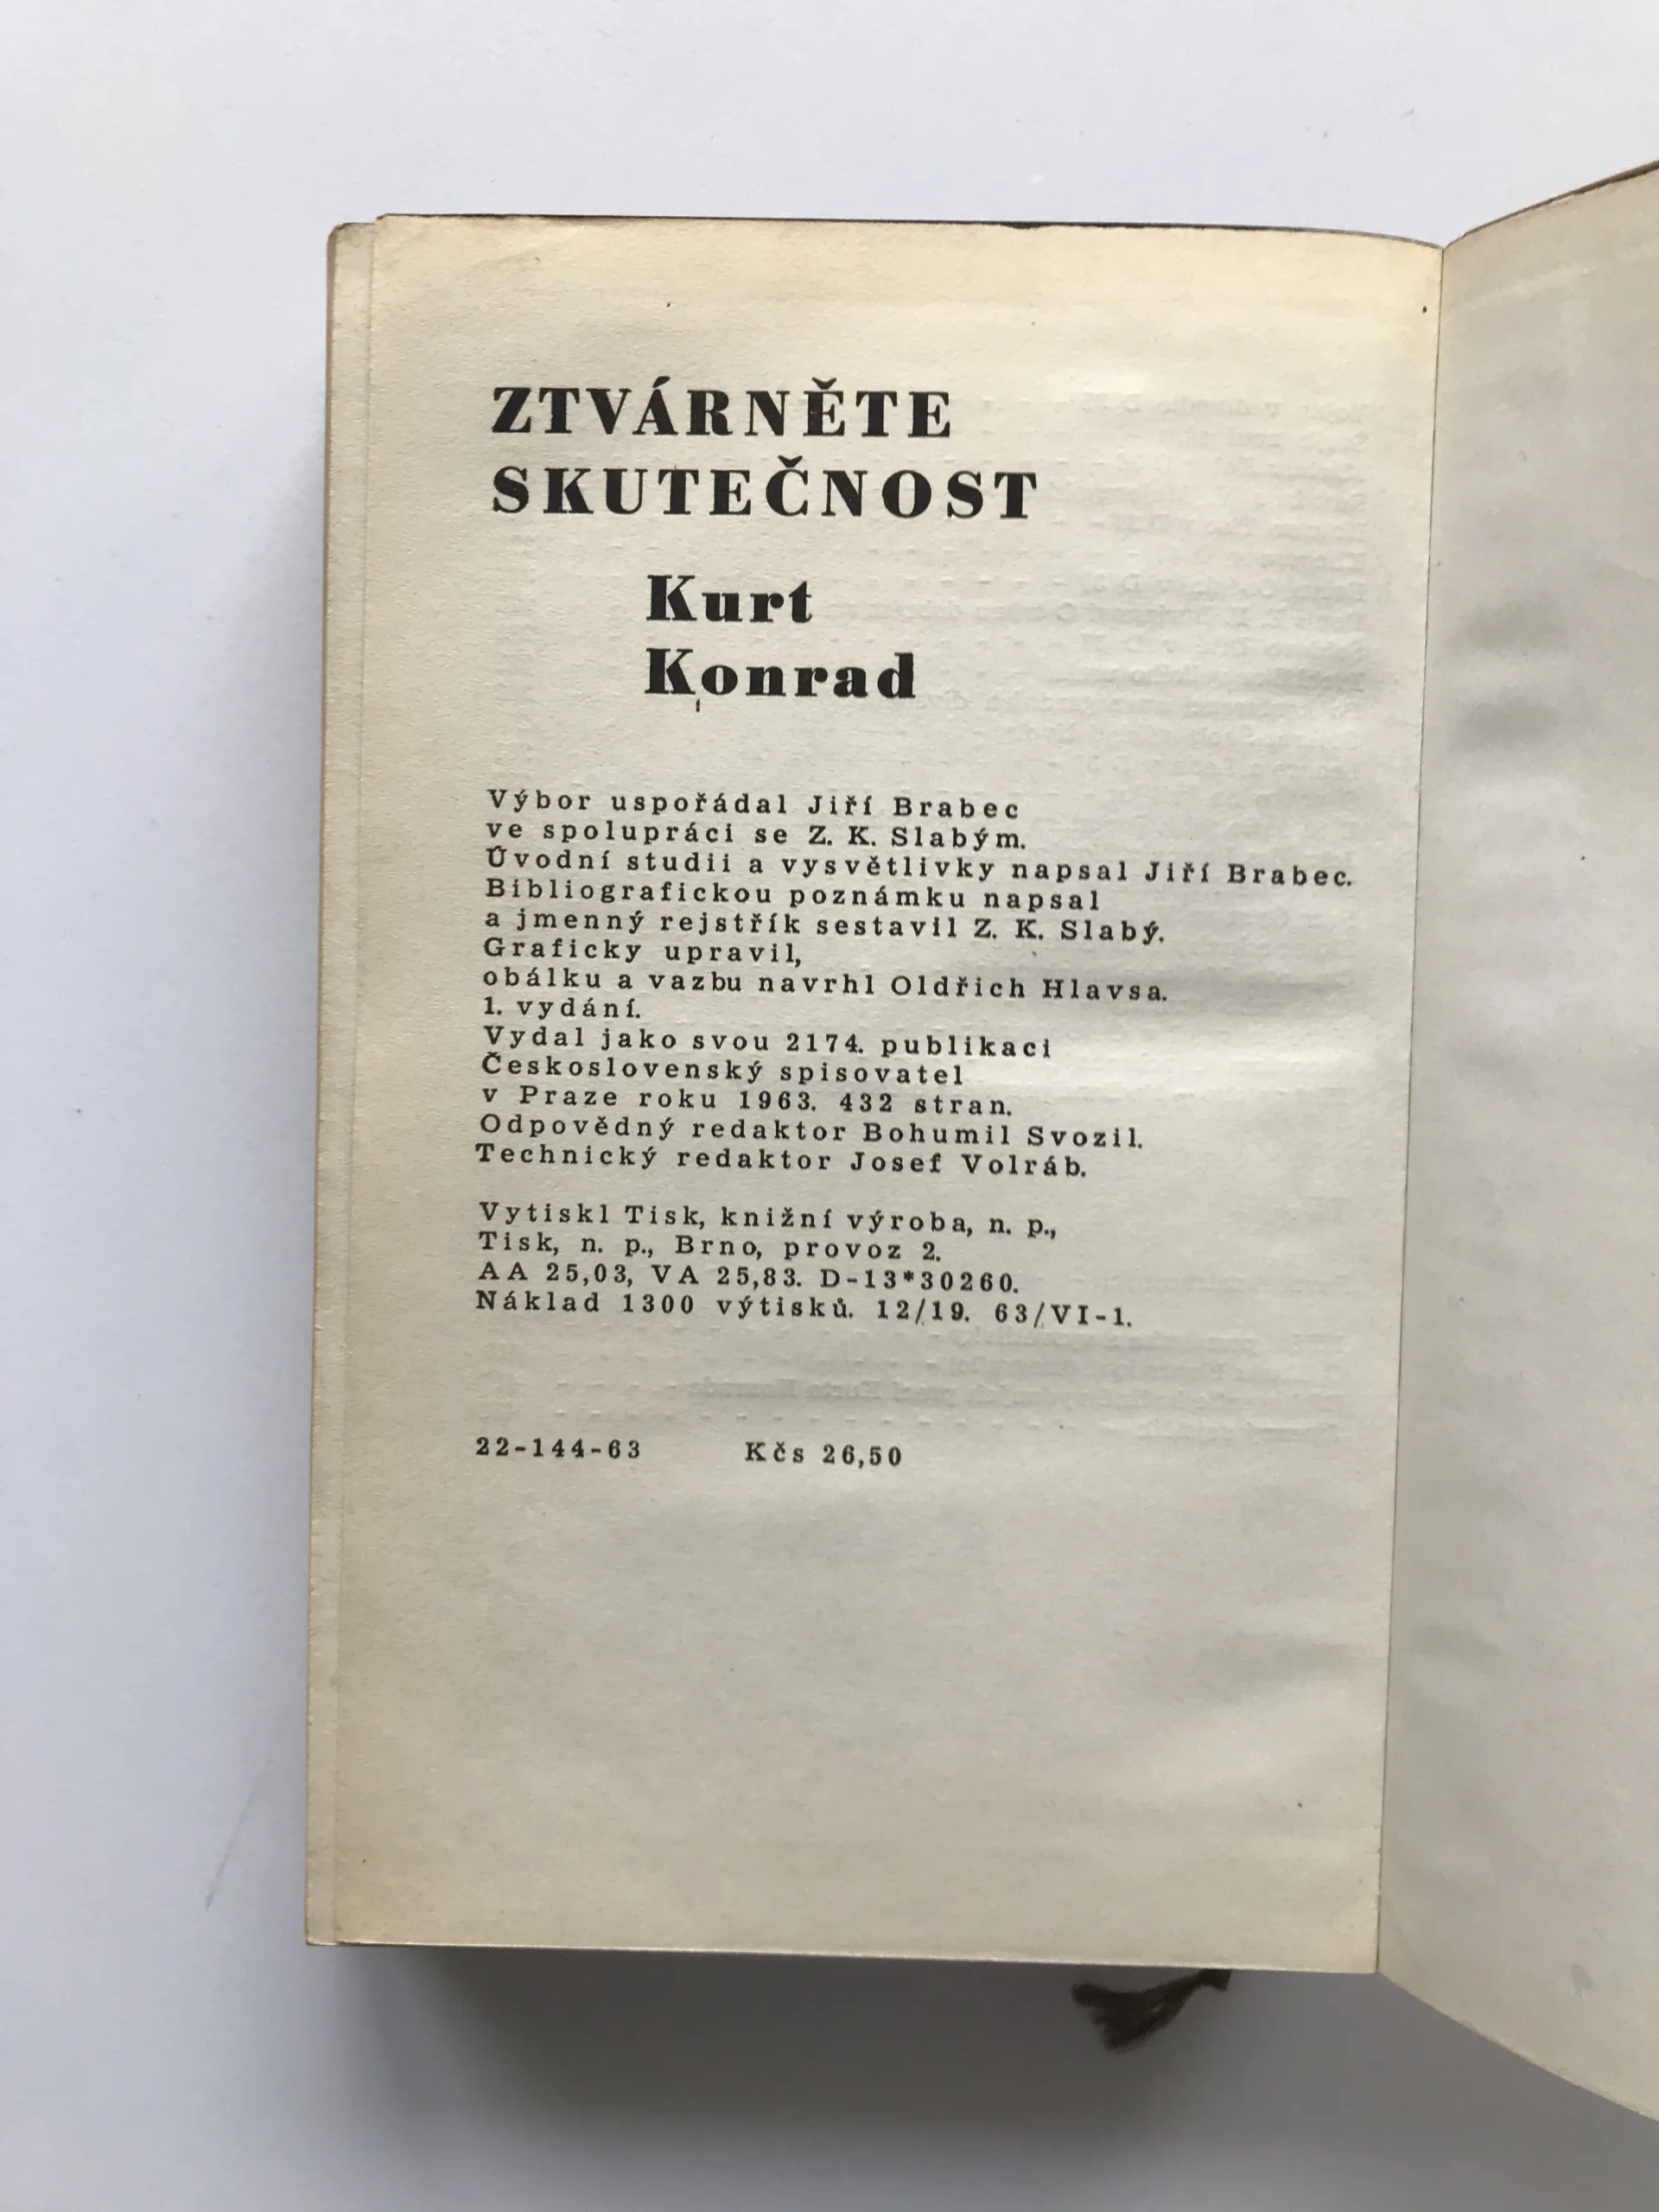 ZTVÁRNĚTE
SKUTEČNOST
Kurt
Konrad
Výbor uspořádal Jiří Brabec
ve spolupráci se Z. K. Slabým.
Úvodní studii a vysvětlivky napsal Jiří Brabec.
Bibliografickou poznámku napsal
a jmenný rejstřík sestavil Z. K. Slabý.
Graficky upravil,
obálku a vazbu navrhl Oldřich Hlavsa.
1. vydání.
Vydal jako svou 2174. publikaci
Československý spisovatel
v Praze roku 1963. 432 stran.
Odpovědný redaktor Bohumil Svozil.
Technický redaktor Josef Volráb.
Vytiskl Tisk, knižní výroba, n. p.,
Tisk, n. p., Brno, provoz 2.
AA 25,03, VA 25,83. D-13*30260.
Náklad 1300 výtisků. 12/19. 63/VI-1.
22-144-63 Kčs 26,50